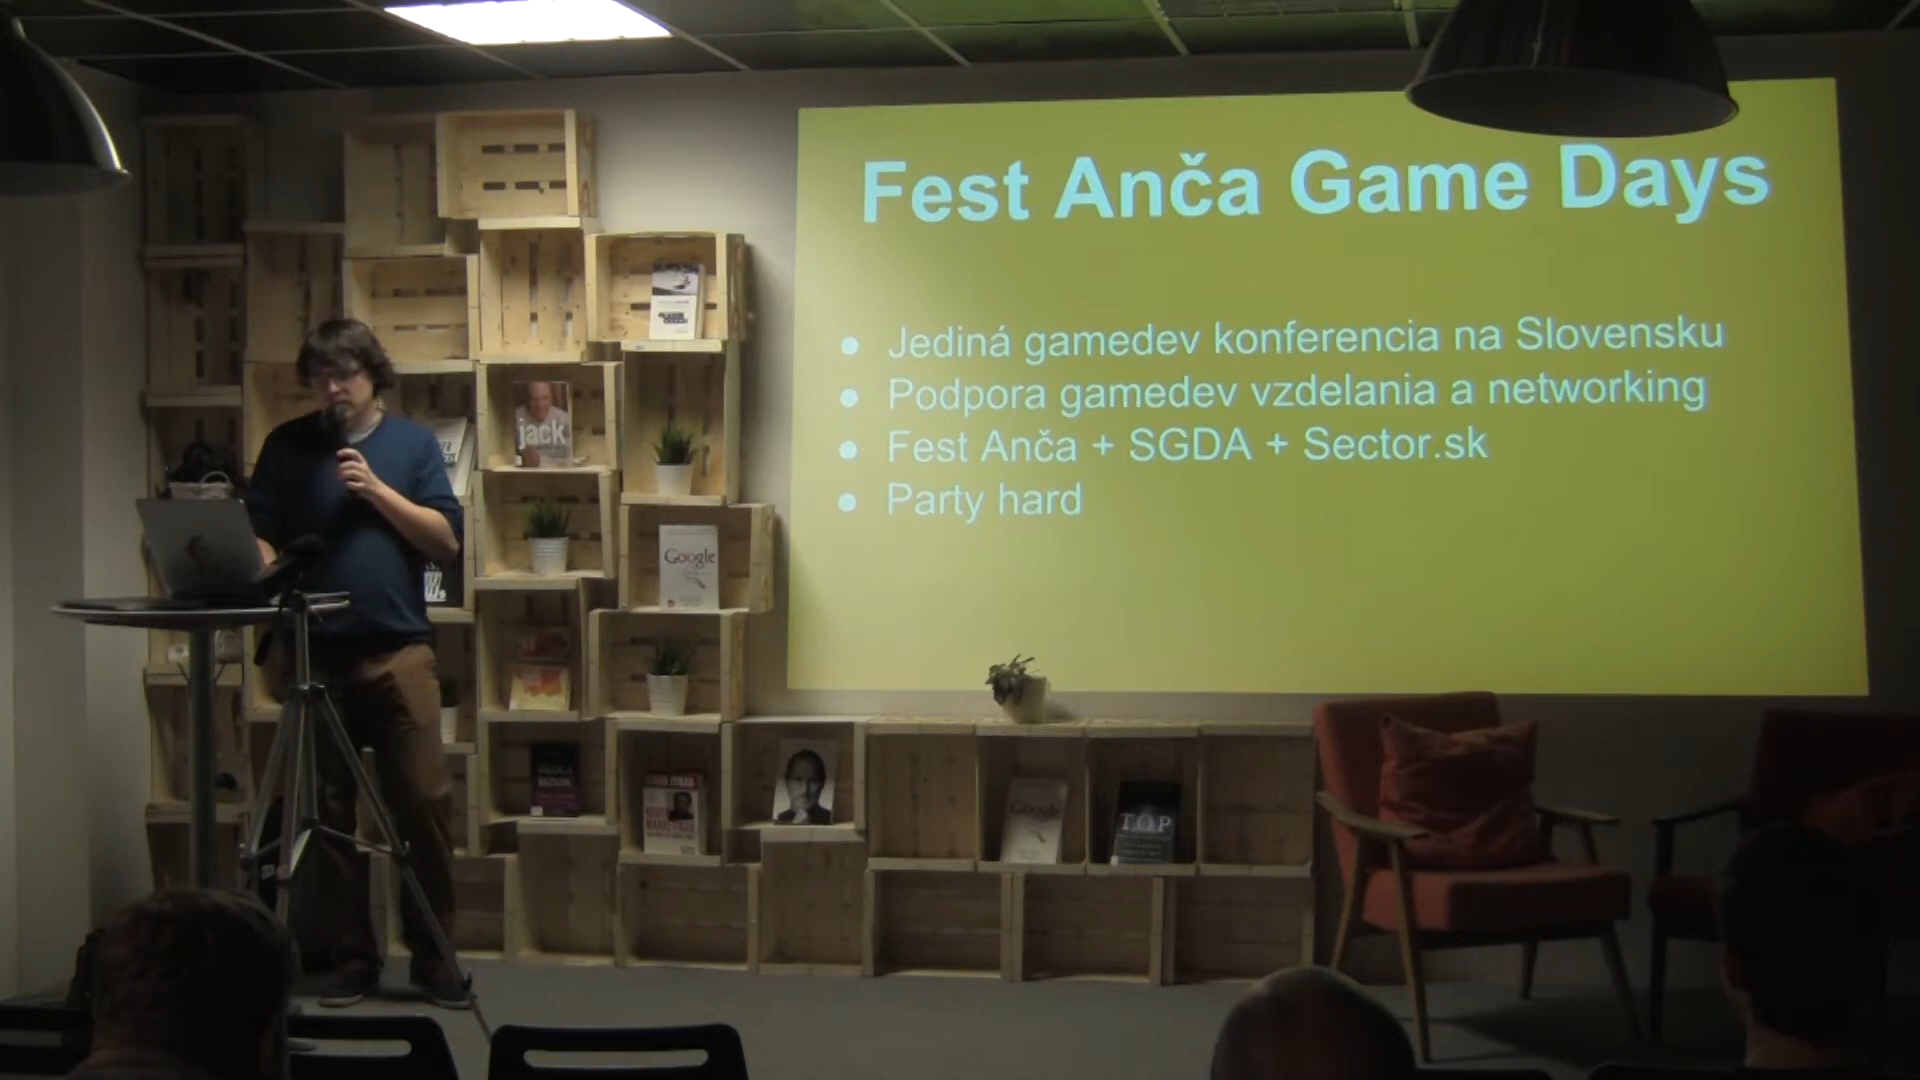 Fest Anča Game Days
● Jediná gamedev konferencia na Slovensku
● Podpora gamedev vzdelania a networking
● Fest Anča + SGDA + Sector.sk
● Party hard
jack
Google
Google
T.O.P